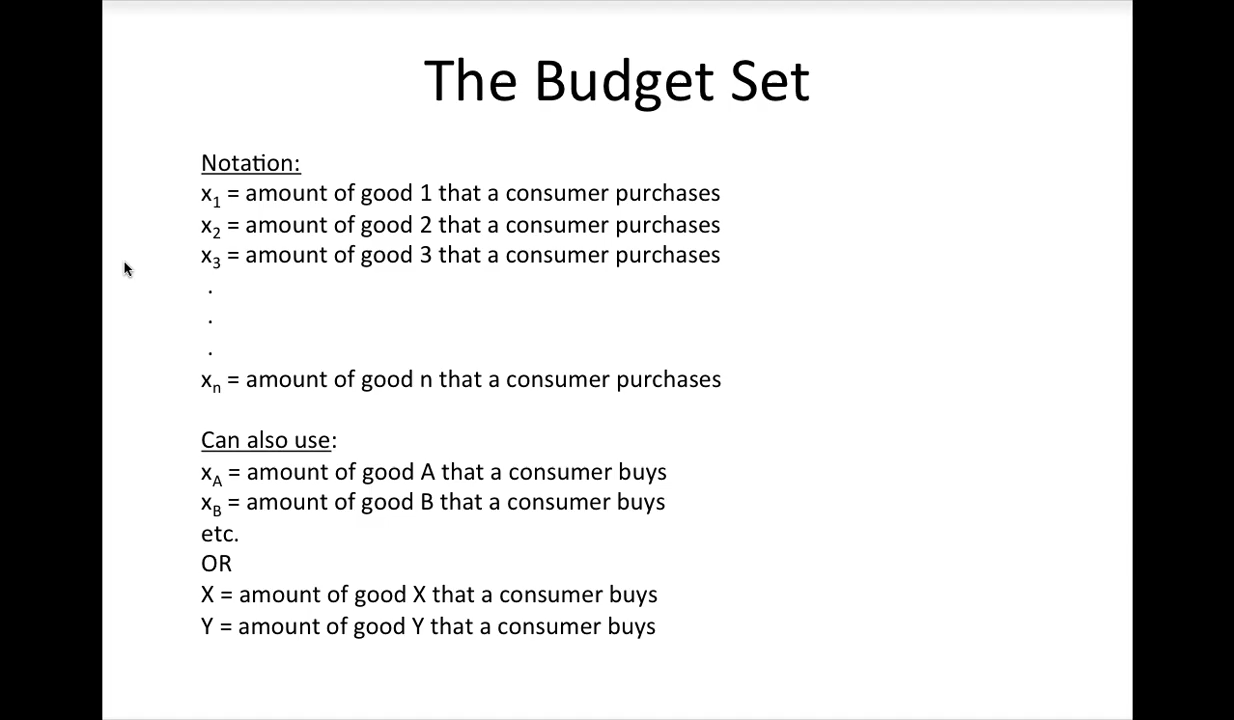 The Budget Set
Notation:
x₁ = amount of good 1 that a consumer purchases
x₂ = amount of good 2 that a consumer purchases
x₃ = amount of good 3 that a consumer purchases
.
.
.
xₙ = amount of good n that a consumer purchases
Can also use:
x_A = amount of good A that a consumer buys
x_B = amount of good B that a consumer buys
etc.
OR
X = amount of good X that a consumer buys
Y = amount of good Y that a consumer buys